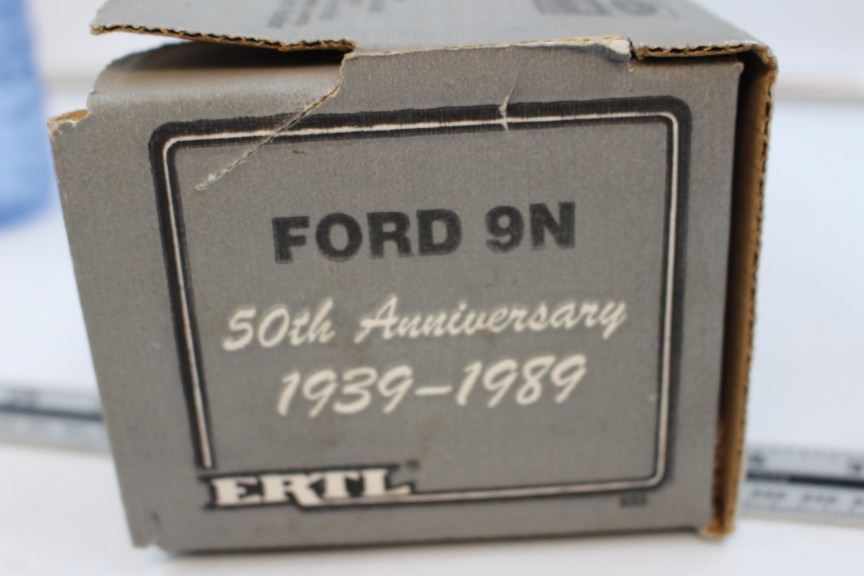 FORD 9N
50th Anniversary
1939-1989
ERTL